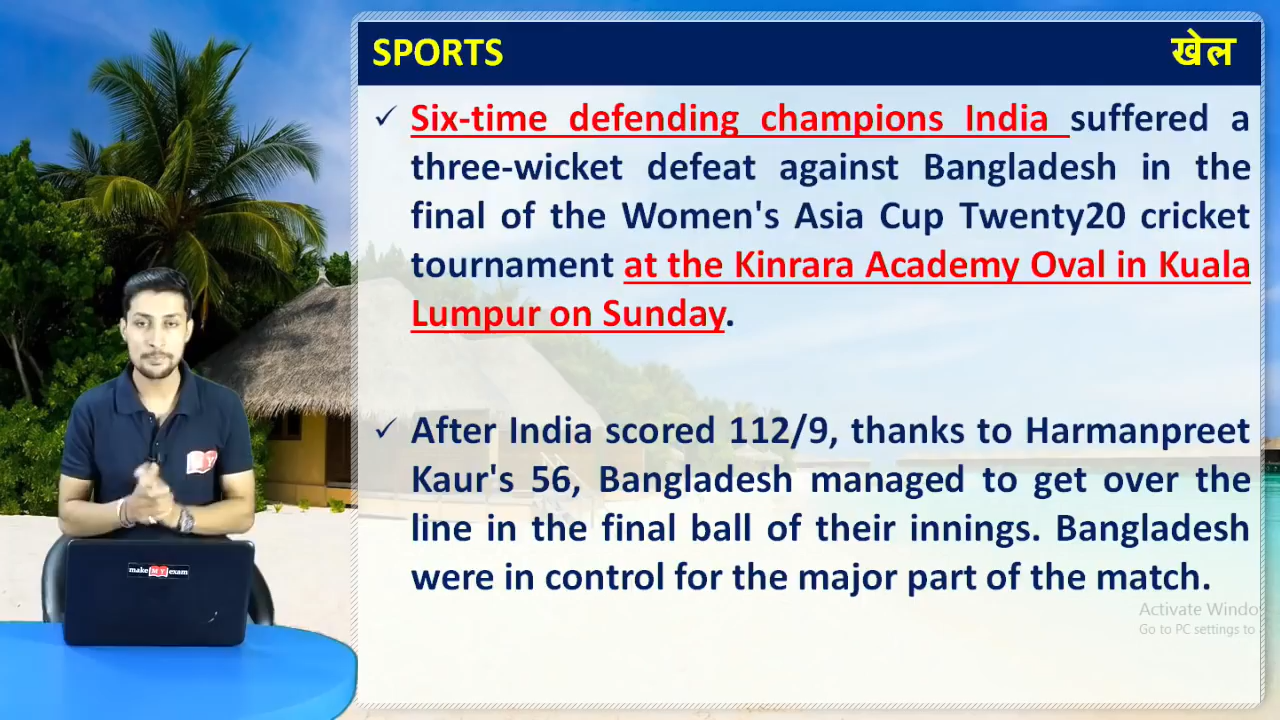 SPORTS खेल
✓ Six-time defending champions India suffered a
three-wicket defeat against Bangladesh in the
final of the Women's Asia Cup Twenty20 cricket
tournament at the Kinrara Academy Oval in Kuala
Lumpur on Sunday.
✓ After India scored 112/9, thanks to Harmanpreet
Kaur's 56, Bangladesh managed to get over the
line in the final ball of their innings. Bangladesh
were in control for the major part of the match.
Activate Windo
Go to PC settings to
make MY exam